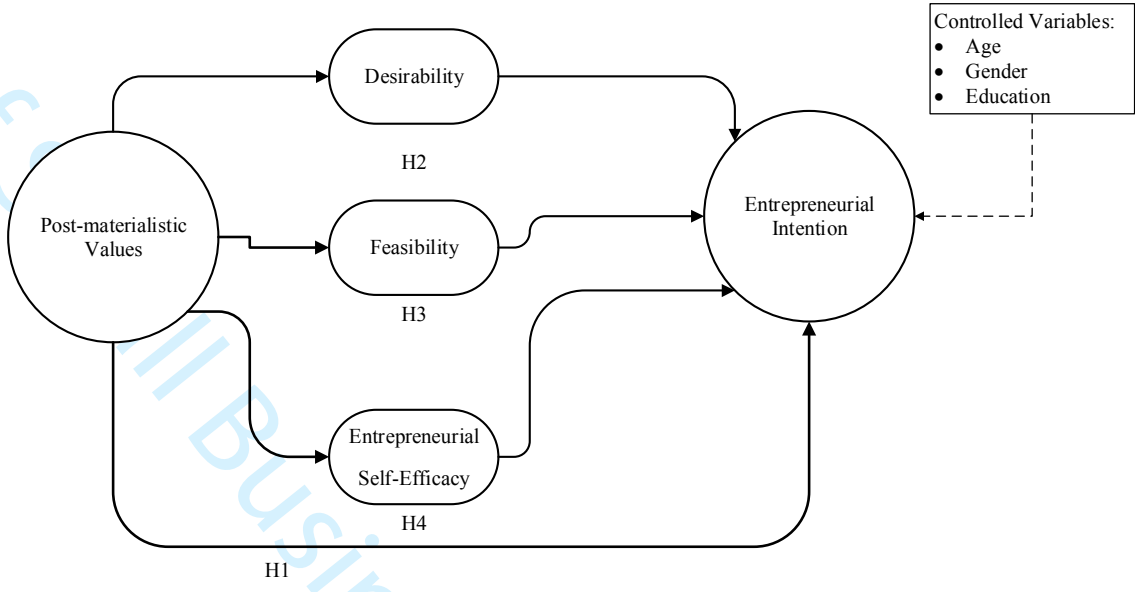 Controlled Variables:
• Age
• Gender
• Education
Desirability
H2
Post-materialistic
Values
Feasibility
H3
Entrepreneurial
Intention
Entrepreneurial
Self-Efficacy
H4
H1